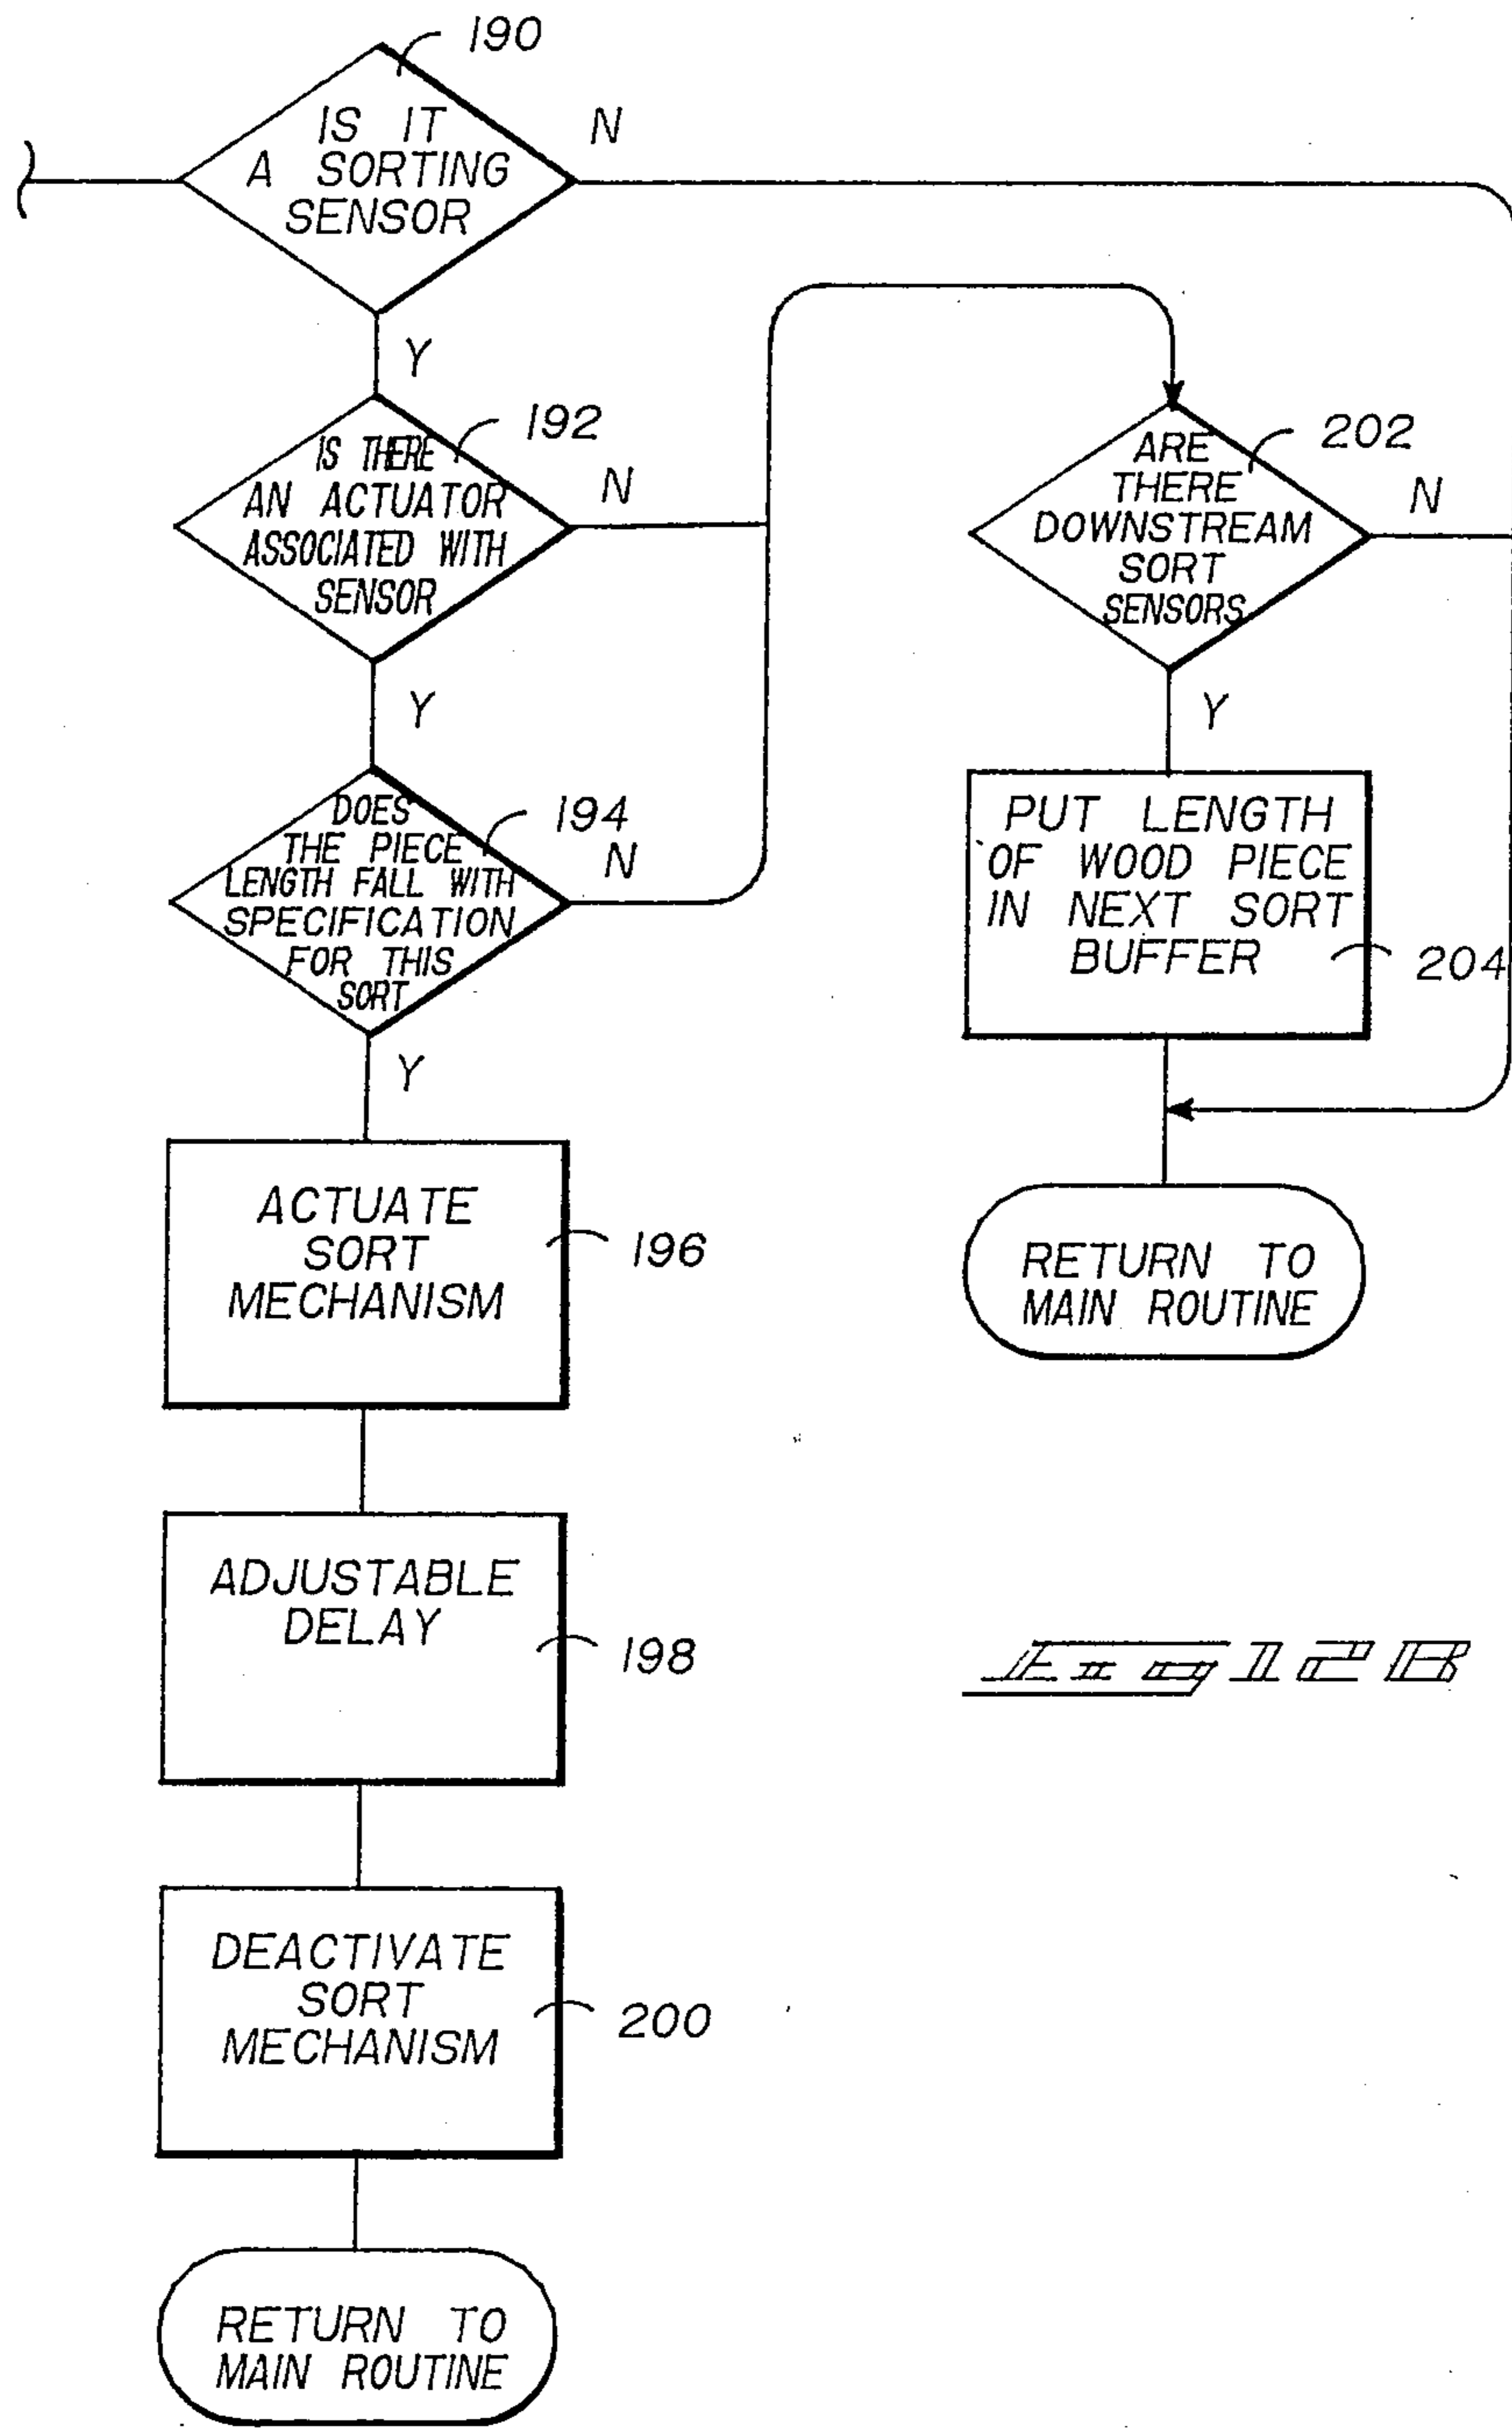 190
IS IT
A SORTING
SENSOR
N
Y
192
IS THERE
AN ACTUATOR
ASSOCIATED WITH
SENSOR
N
Y
194
DOES
THE PIECE
LENGTH FALL WITH
SPECIFICATION
FOR THIS
SORT
N
Y
ACTUATE
SORT
MECHANISM
196
ADJUSTABLE
DELAY
198
DEACTIVATE
SORT
MECHANISM
200
RETURN TO
MAIN ROUTINE
202
ARE
THERE
DOWNSTREAM
SORT
SENSORS
N
Y
PUT LENGTH
OF WOOD PIECE
IN NEXT SORT
BUFFER
204
RETURN TO
MAIN ROUTINE
Fig 12B